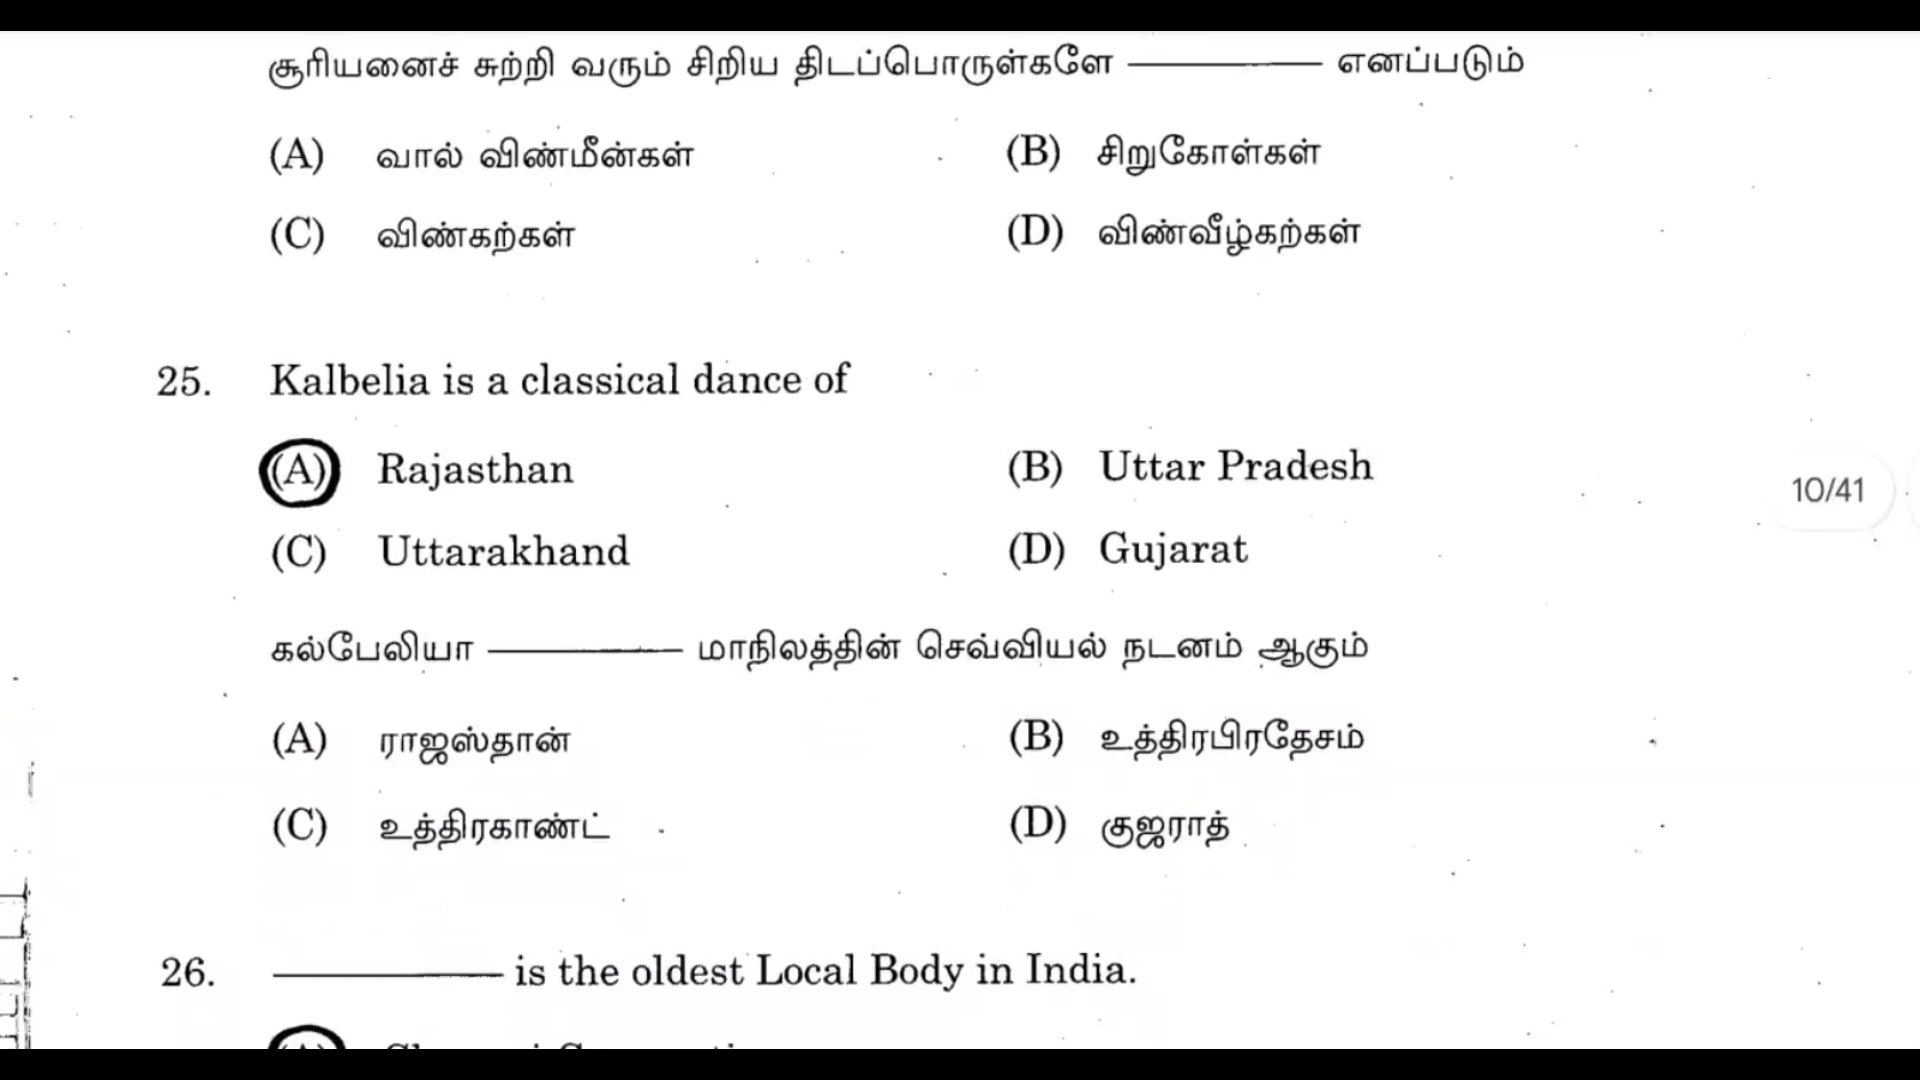 சூரியனைச் சுற்றி வரும் சிறிய திடப்பொருள்களே ———— எனப்படும்
(A) வால் விண்மீன்கள் (B) சிறுகோள்கள்
(C) விண்கற்கள் (D) விண்வீழ்கற்கள்
25. Kalbelia is a classical dance of
(A) Rajasthan (B) Uttar Pradesh
10/41
(C) Uttarakhand (D) Gujarat
கல்பேலியா ———— மாநிலத்தின் செவ்வியல் நடனம் ஆகும்
(A) ராஜஸ்தான் (B) உத்திரபிரதேசம்
(C) உத்திரகாண்ட் (D) குஜராத்
26. ———— is the oldest Local Body in India.